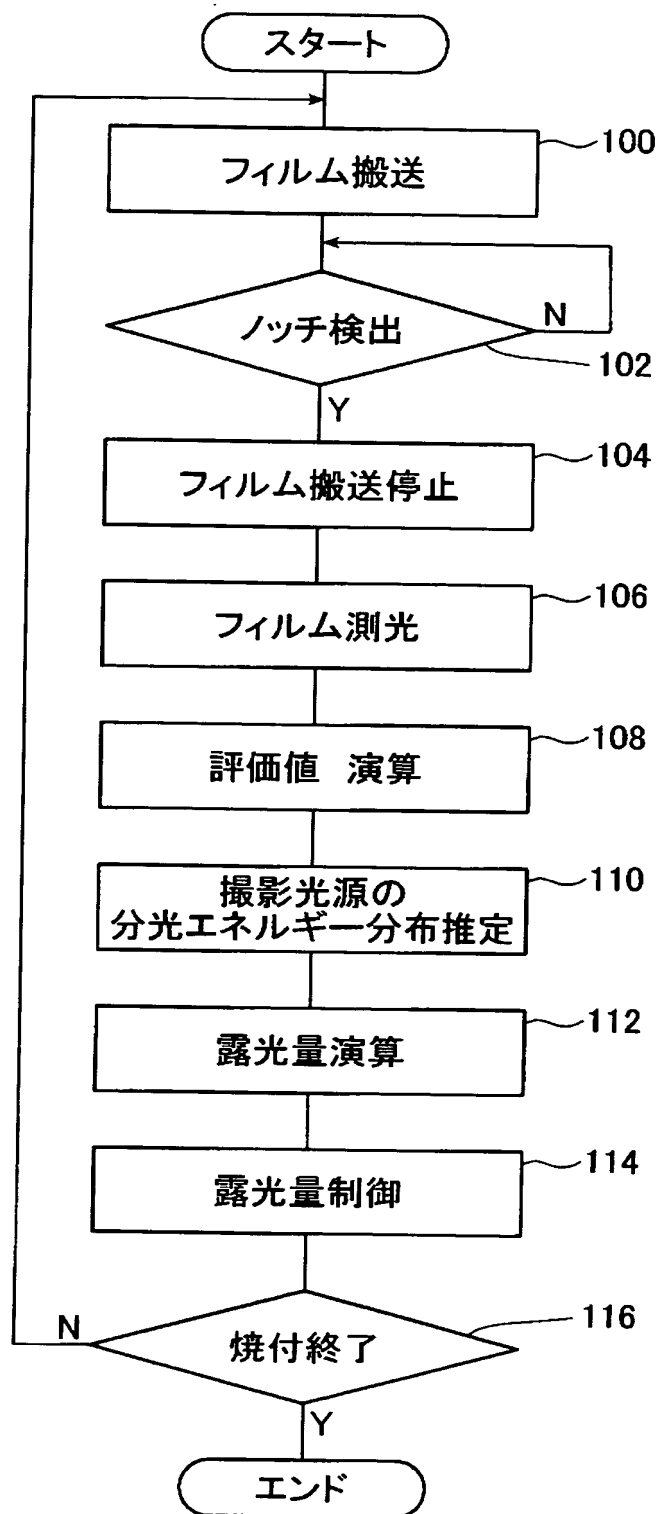 スタート
フィルム搬送
100
ノッチ検出
N
102
Y
フィルム搬送停止
104
フィルム測光
106
評価値 演算
108
撮影光源の
分光エネルギー分布推定
110
露光量演算
112
露光量制御
114
焼付終了
N
116
Y
エンド